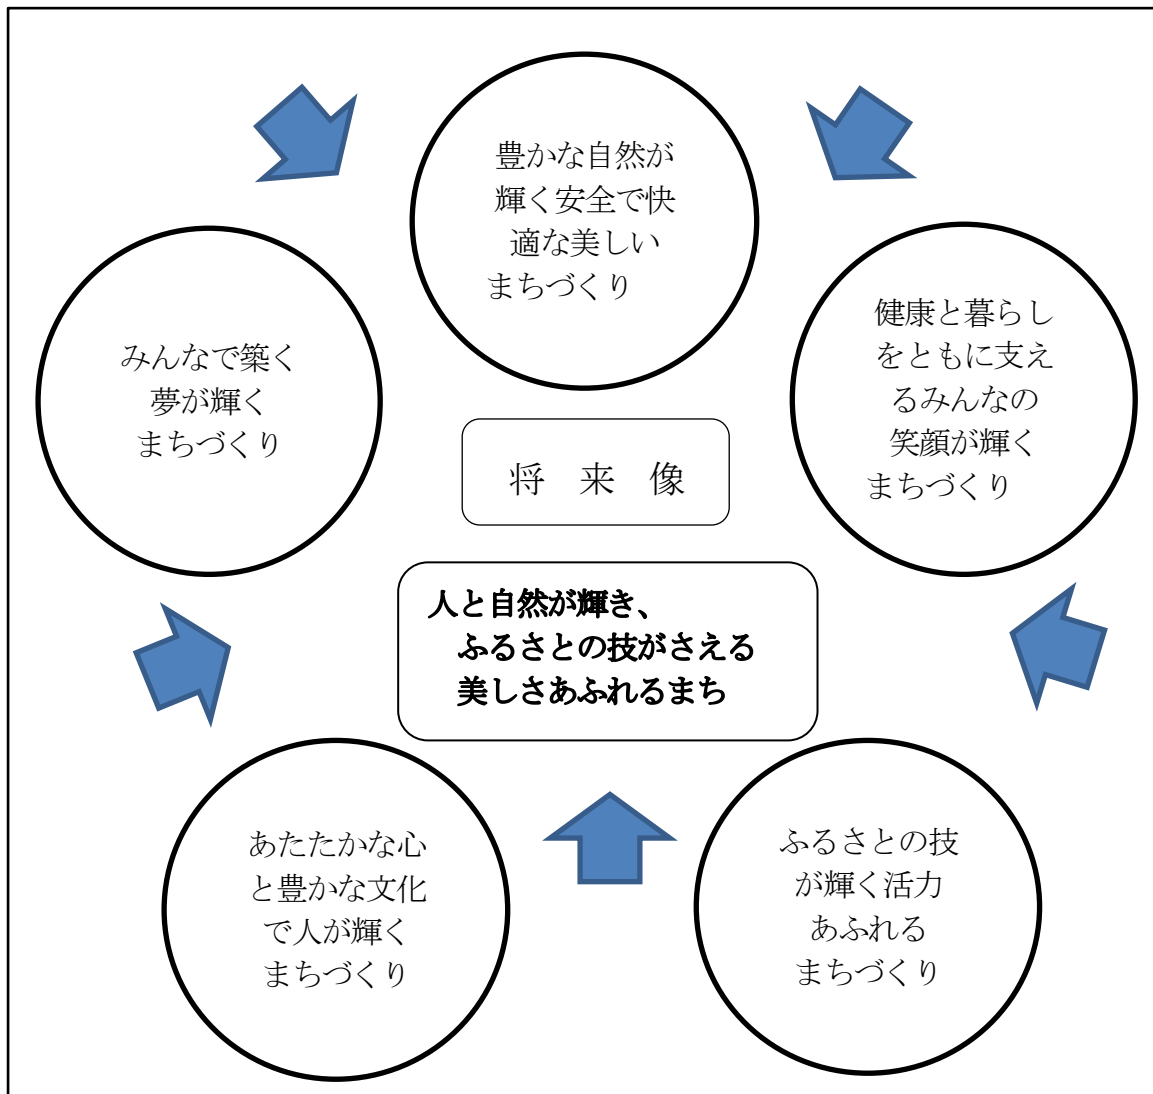 豊かな自然が
輝く安全で快
適な美しい
まちづくり
みんなで築く
夢が輝く
まちづくり
健康と暮らし
をともに支え
るみんなの
笑顔が輝く
まちづくり
将　来　像
人と自然が輝き、
ふるさとの技がさえる
美しさあふれるまち
あたたかな心
と豊かな文化
で人が輝く
まちづくり
ふるさとの技
が輝く活力
あふれる
まちづくり